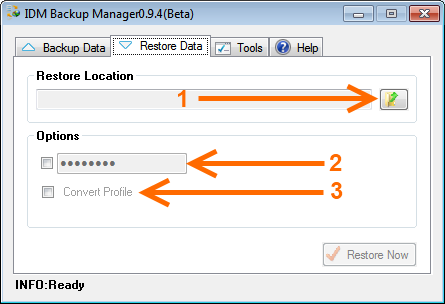 IDM Backup Manager0.9.4(Beta)
Backup Data Restore Data Tools Help
Restore Location
1
Options
●●●●●●●● 2
Convert Profile 3
Restore Now
INFO:Ready